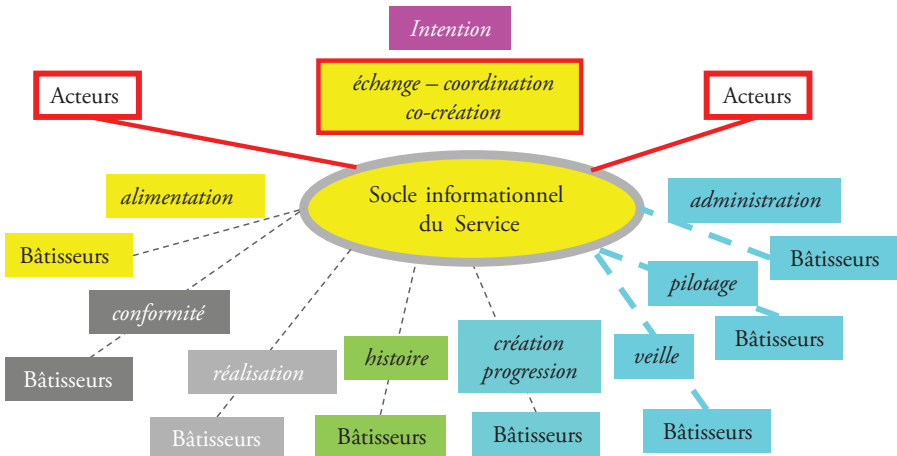 Intention
échange – coordination
co-création
Acteurs
Acteurs
Socle informationnel
du Service
alimentation
administration
Bâtisseurs
Bâtisseurs
pilotage
conformité
Bâtisseurs
création
progression
histoire
veille
réalisation
Bâtisseurs
Bâtisseurs
Bâtisseurs
Bâtisseurs
Bâtisseurs